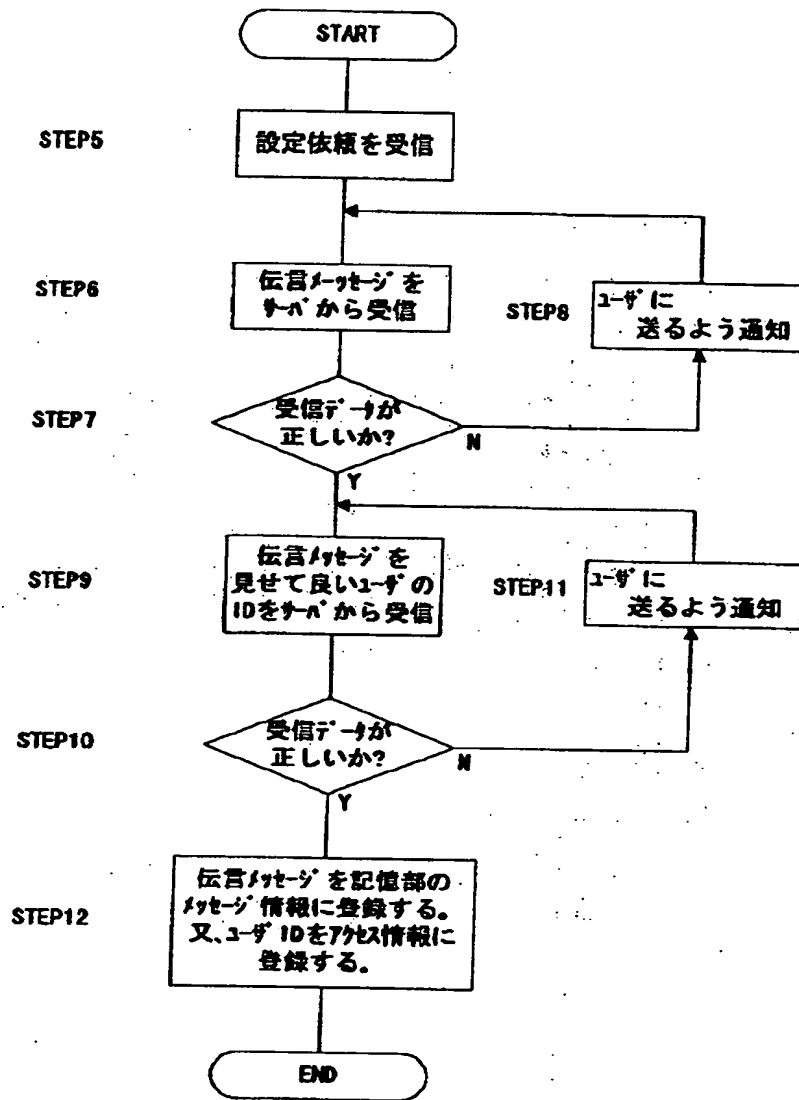 START
STEP5
設定依頼を受信
STEP6
伝言メーッセージを
サーバから受信
STEP8
ユーザに
送るよう通知
STEP7
受信データが
正しいか?
N
Y
STEP9
伝言メッセージを
見せて良いユーザの
IDをサーバから受信
STEP11
ユーザに
送るよう通知
STEP10
受信データが
正しいか?
N
Y
STEP12
伝言メッセージを記憶部の
メッセージ情報に登録する。
又、ユーザIDをアクセス情報に
登録する。
END